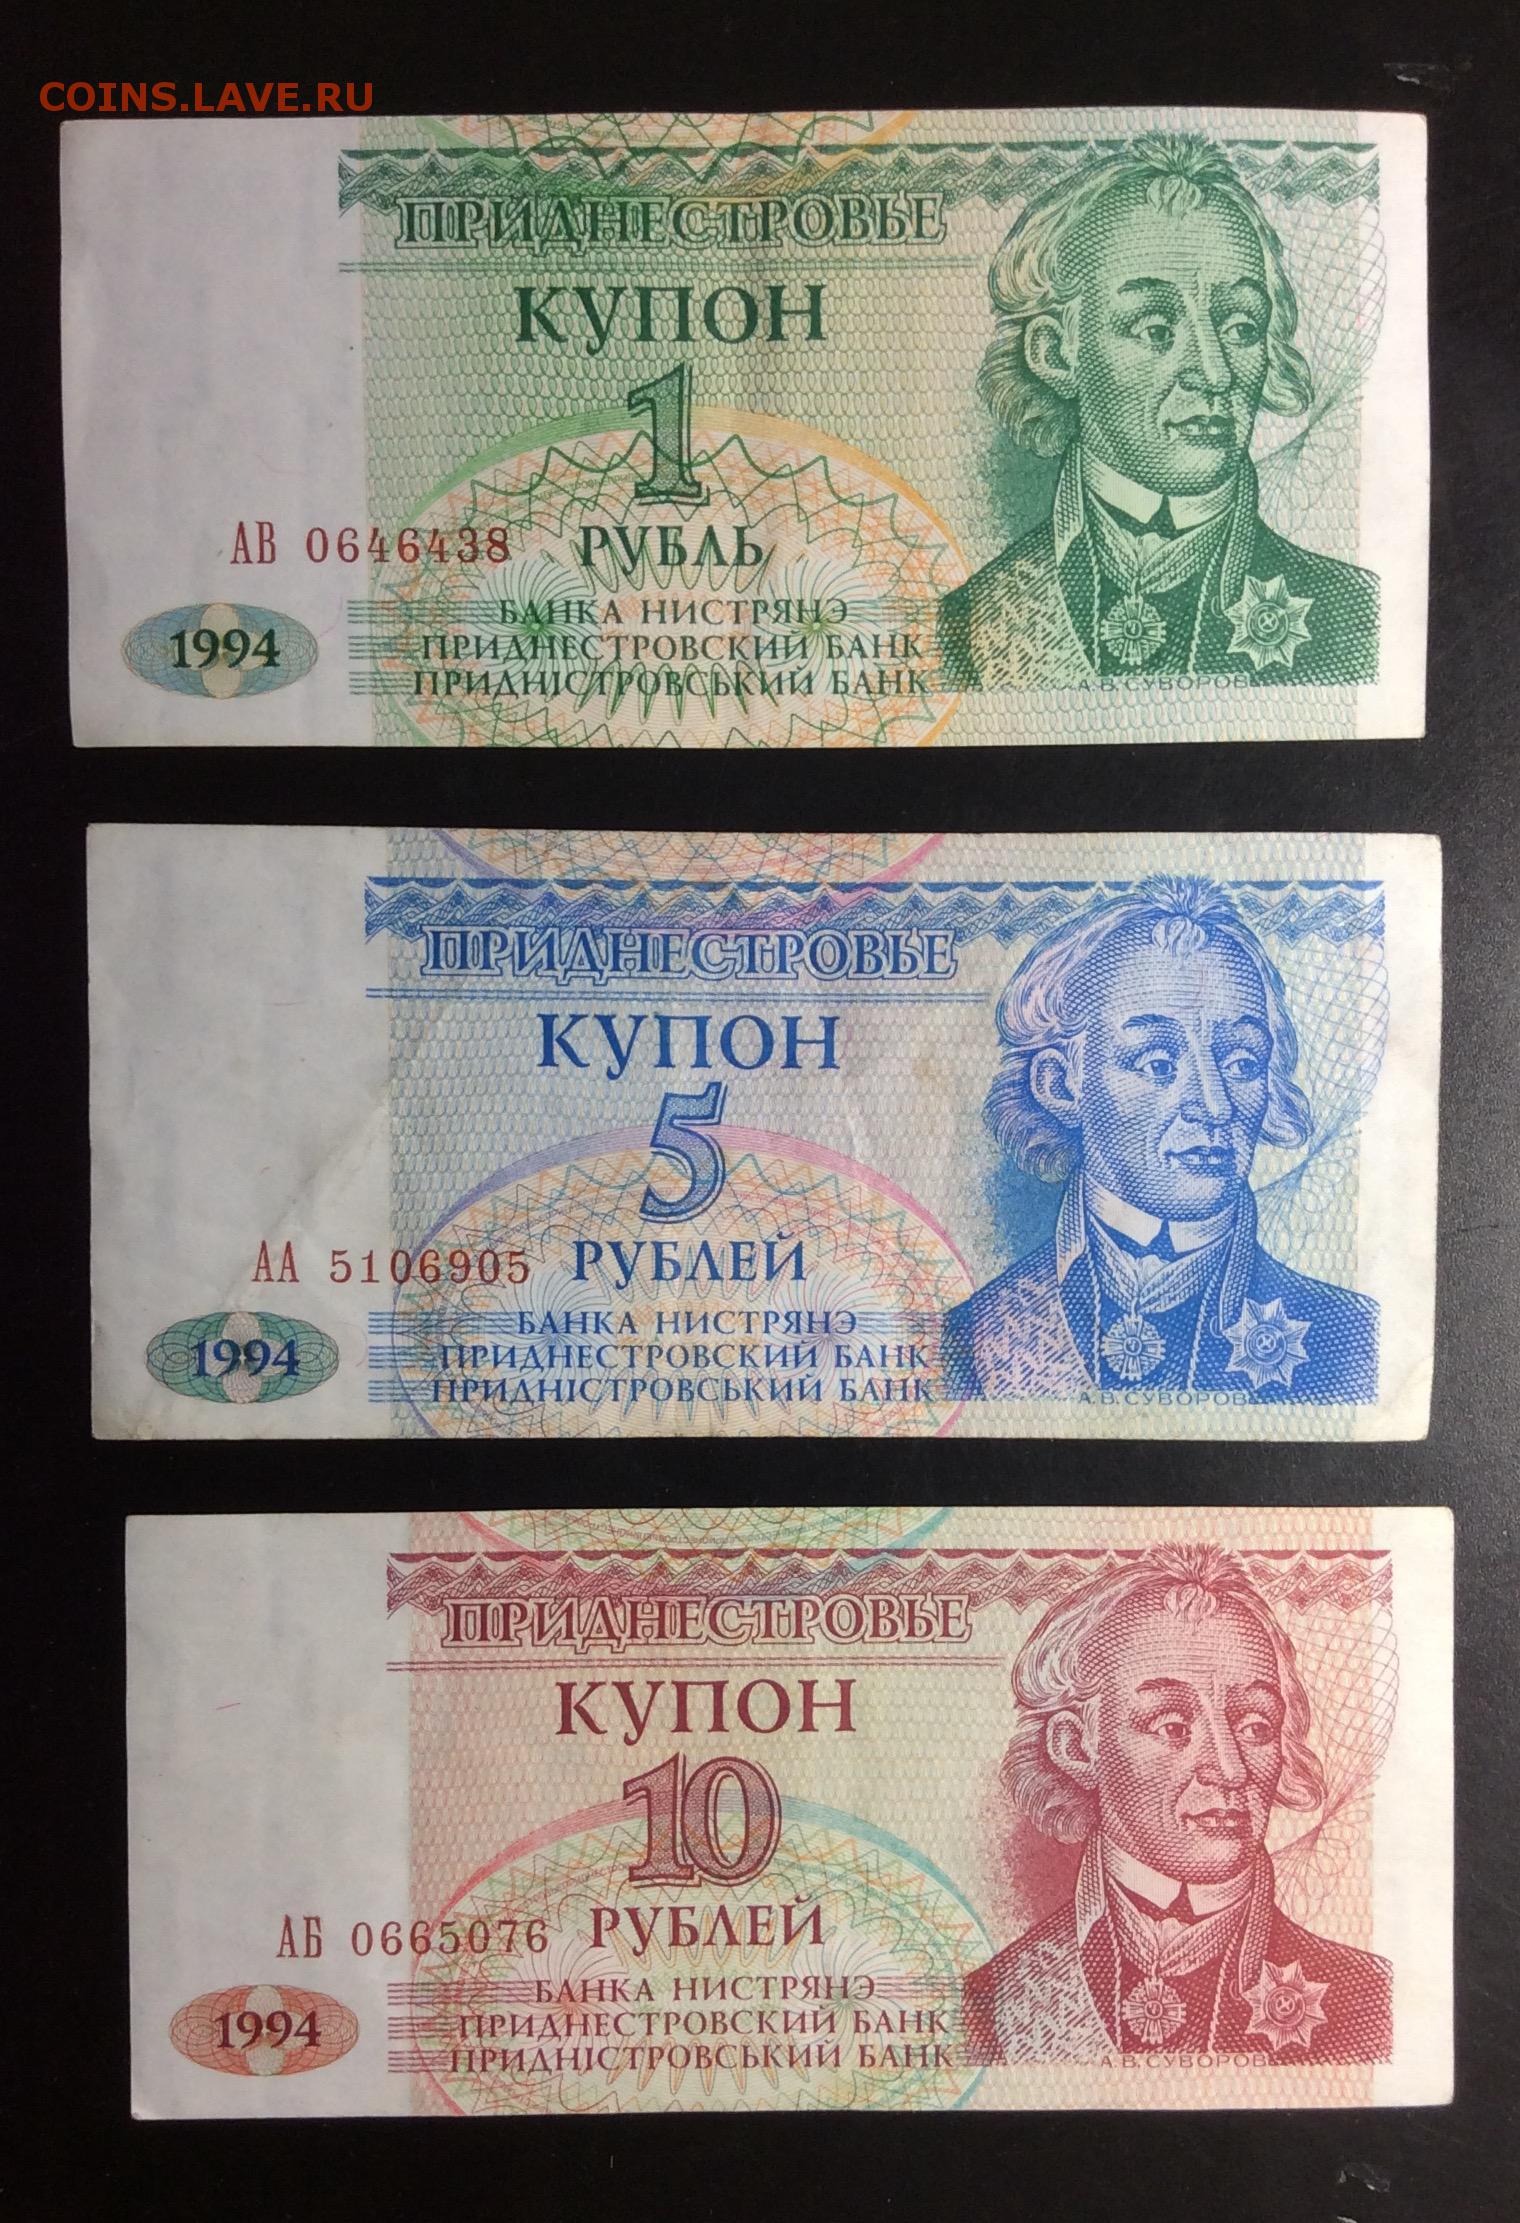 COINS.LAVE.RU
ПРИДНЕСТРОВЬЕ
КУПОН
1
АВ 0646438 РУБЛЬ
БАНКА НИСТРЯНЭ
1994 ПРИДНЕСТРОВСКИЙ БАНК
ПРИДНІСТРОВСЬКИЙ БАНК
А.В.СУВОРОВ
ПРИДНЕСТРОВЬЕ
КУПОН
5
АА 5106905 РУБЛЕЙ
БАНКА НИСТРЯНЭ
1994 ПРИДНЕСТРОВСКИЙ БАНК
ПРИДНІСТРОВСЬКИЙ БАНК
А.В.СУВОРОВ
ПРИДНЕСТРОВЬЕ
КУПОН
10
АБ 0665076 РУБЛЕЙ
БАНКА НИСТРЯНЭ
1994 ПРИДНЕСТРОВСКИЙ БАНК
ПРИДНІСТРОВСЬКИЙ БАНК
А.В.СУВОРОВ